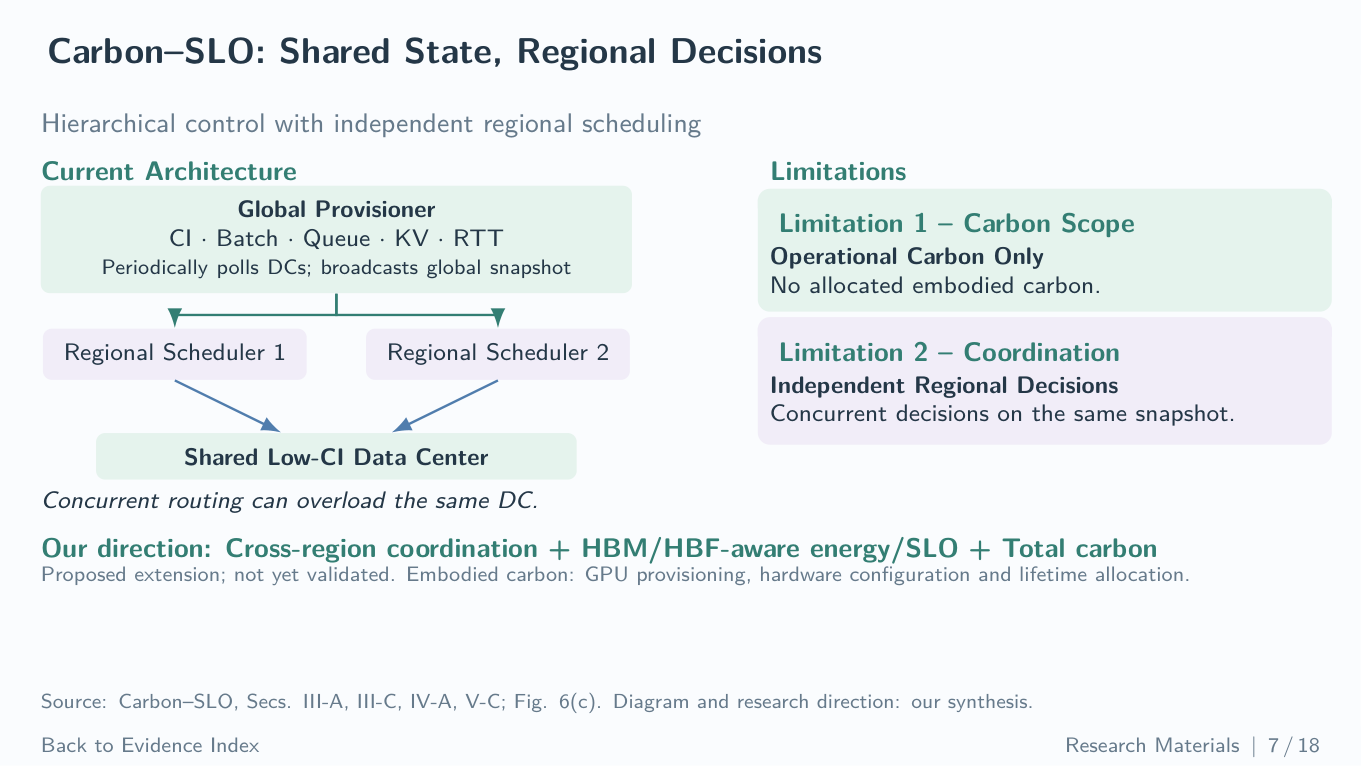 Carbon–SLO: Shared State, Regional Decisions
Hierarchical control with independent regional scheduling
Current Architecture
Global Provisioner
CI · Batch · Queue · KV · RTT
Periodically polls DCs; broadcasts global snapshot
Regional Scheduler 1
Regional Scheduler 2
Shared Low-CI Data Center
Concurrent routing can overload the same DC.
Limitations
Limitation 1 – Carbon Scope
Operational Carbon Only
No allocated embodied carbon.
Limitation 2 – Coordination
Independent Regional Decisions
Concurrent decisions on the same snapshot.
Our direction: Cross-region coordination + HBM/HBF-aware energy/SLO + Total carbon
Proposed extension; not yet validated. Embodied carbon: GPU provisioning, hardware configuration and lifetime allocation.
Source: Carbon–SLO, Secs. III-A, III-C, IV-A, V-C; Fig. 6(c). Diagram and research direction: our synthesis.
Back to Evidence Index
Research Materials | 7 / 18